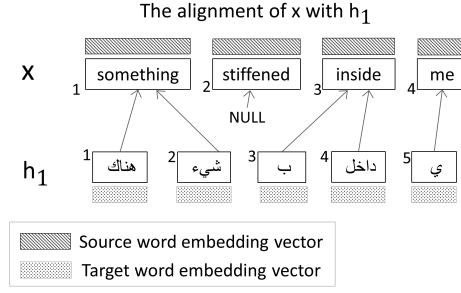 The alignment of x with h1
x
1 something 2 stiffened 3 inside 4 me
NULL
h1
1 هناك 2 شيء 3 ب 4 داخل 5 ي
Source word embedding vector
Target word embedding vector